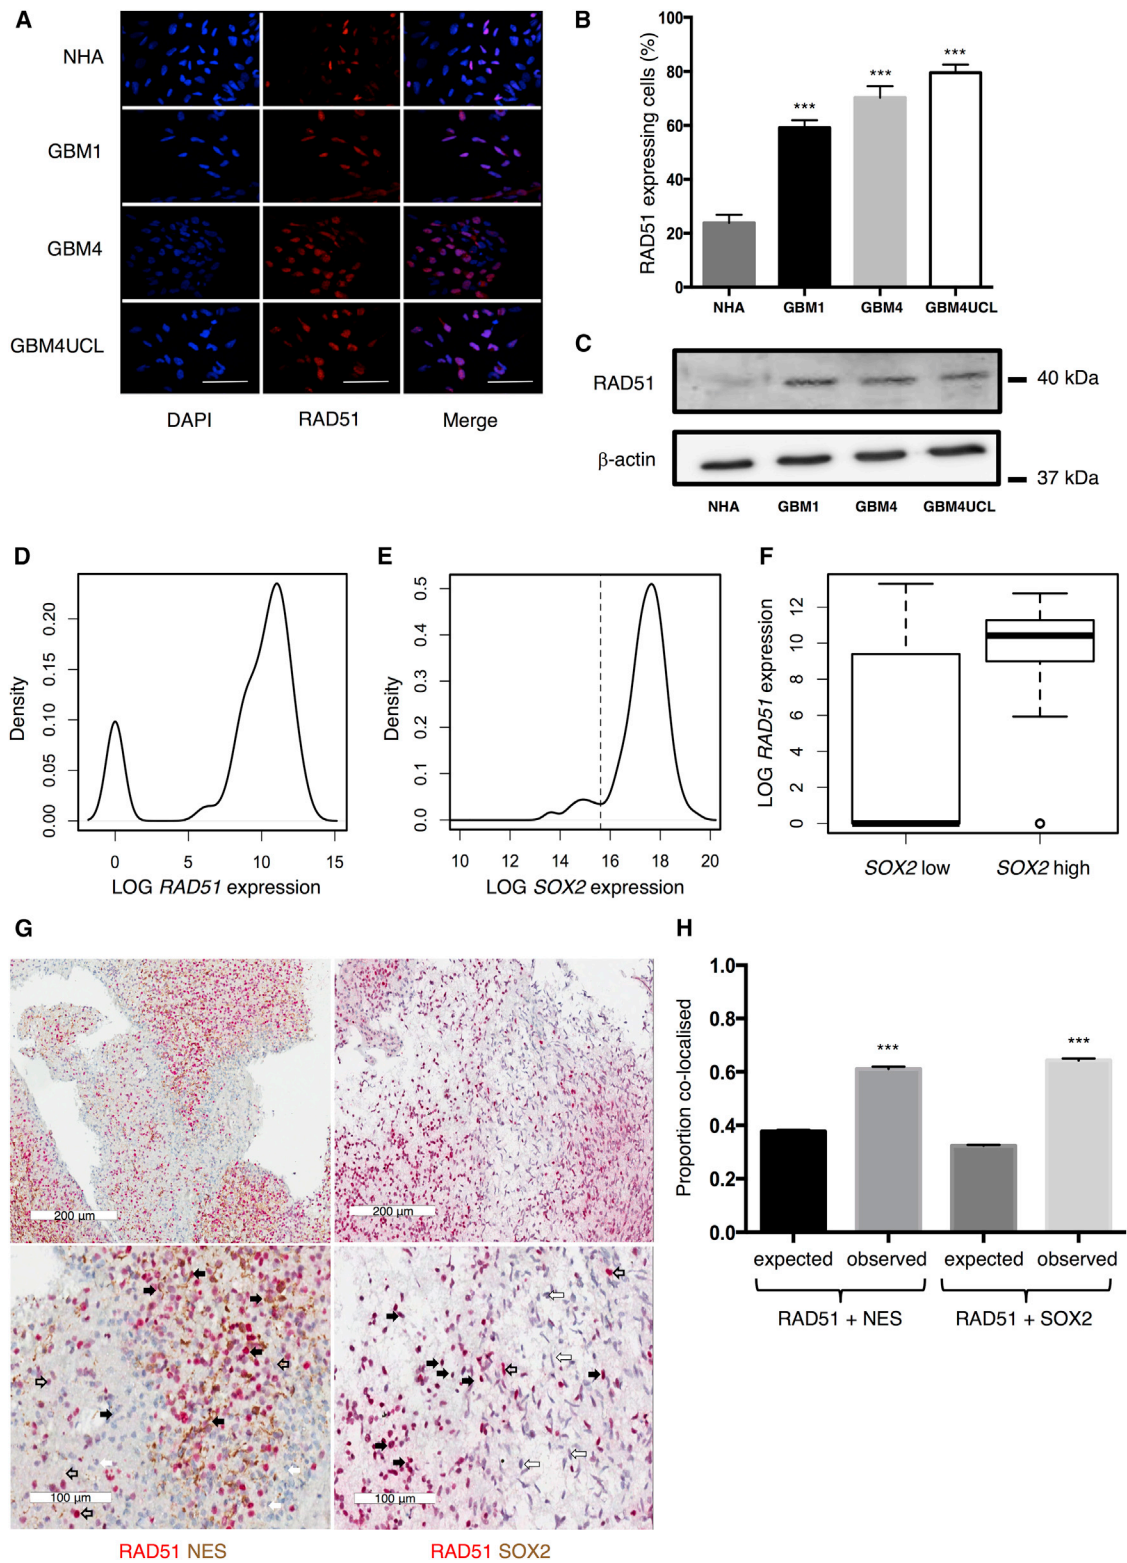 A
NHA
GBM1
GBM4
GBM4UCL
DAPI
RAD51
Merge
B
RAD51 expressing cells (%)
100
80
60
40
20
0
***
***
***
NHA
GBM1
GBM4
GBM4UCL
C
RAD51
40 kDa
β-actin
37 kDa
NHA
GBM1
GBM4
GBM4UCL
D
Density
0.00
0.05
0.10
0.15
0.20
0
5
10
15
LOG RAD51 expression
E
Density
0.0
0.1
0.2
0.3
0.4
0.5
10
12
14
16
18
20
LOG SOX2 expression
F
LOG RAD51 expression
0
2
4
6
8
10
12
SOX2 low
SOX2 high
G
200 µm
200 µm
100 µm
100 µm
RAD51 NES
RAD51 SOX2
H
Proportion co-localised
1.0
0.8
0.6
0.4
0.2
0.0
***
***
expected
observed
expected
observed
RAD51 + NES
RAD51 + SOX2